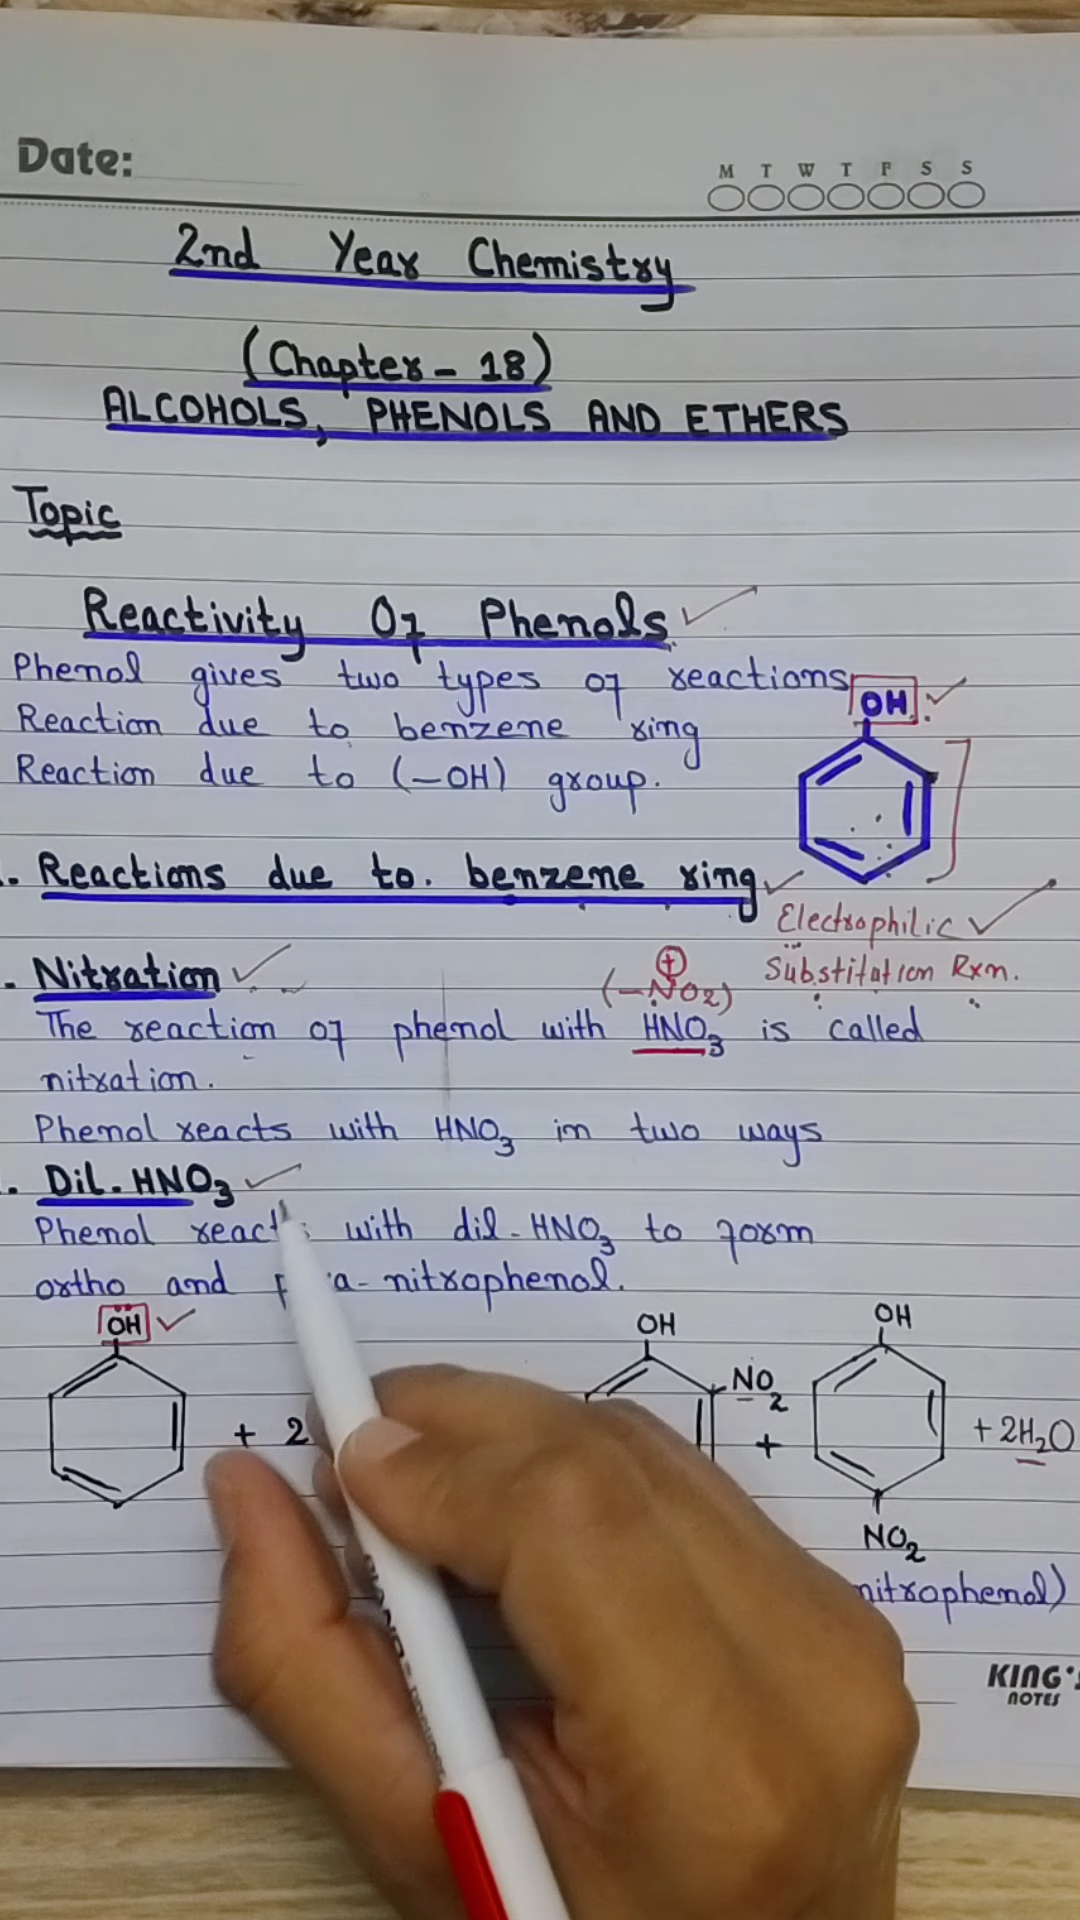 Date:
M T W T F S S
2nd Year Chemistry
(Chapter - 18)
ALCOHOLS, PHENOLS AND ETHERS
Topic
Reactivity Of Phenols
Phenol gives two types of reactions
OH
Reaction due to benzene ring
Reaction due to (-OH) group.
. Reactions due to. benzene ring
Electrophilic
Substitution Rxn.
. Nitration
(-NO2)
+
The reaction of phenol with HNO3 is called
nitration.
Phenol reacts with HNO3 in two ways
. Dil. HNO3
Phenol with dil-HNO3 to form
ortho and nitrophenol.
OH
+ 2
OH
NO2
+
OH
NO2
+ 2H2O
nitrophenol)
KING'S
NOTES